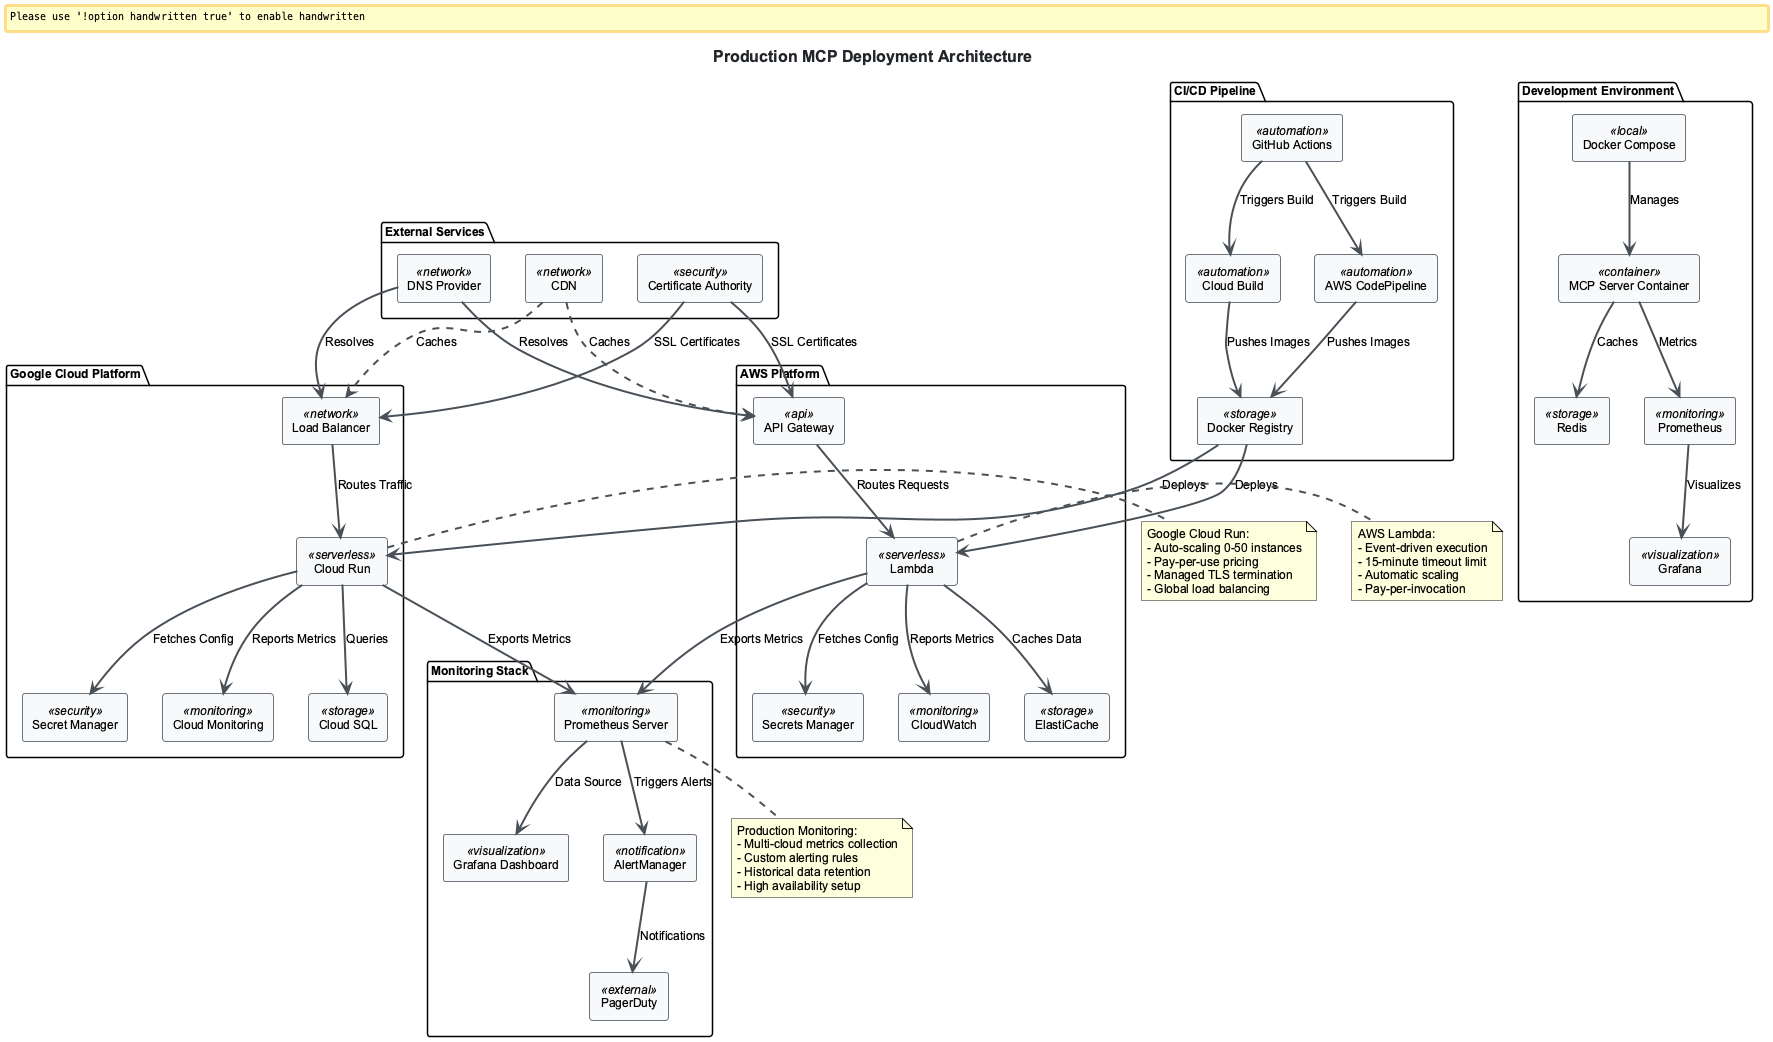 Please use '!option handwritten true' to enable handwritten
Production MCP Deployment Architecture
CI/CD Pipeline
«automation»
GitHub Actions
Triggers Build
Triggers Build
«automation»
Cloud Build
«automation»
AWS CodePipeline
Pushes Images
Pushes Images
«storage»
Docker Registry
Deploys
Deploys
Development Environment
«local»
Docker Compose
Manages
«container»
MCP Server Container
Caches
Metrics
«storage»
Redis
«monitoring»
Prometheus
Visualizes
«visualization»
Grafana
External Services
«network»
DNS Provider
«network»
CDN
«security»
Certificate Authority
Resolves
Caches
Resolves
Caches
SSL Certificates
SSL Certificates
Google Cloud Platform
«network»
Load Balancer
Routes Traffic
«serverless»
Cloud Run
Fetches Config
Reports Metrics
Queries
Exports Metrics
«security»
Secret Manager
«monitoring»
Cloud Monitoring
«storage»
Cloud SQL
AWS Platform
«api»
API Gateway
Routes Requests
«serverless»
Lambda
Exports Metrics
Fetches Config
Reports Metrics
Caches Data
«security»
Secrets Manager
«monitoring»
CloudWatch
«storage»
ElastiCache
Google Cloud Run:
- Auto-scaling 0-50 instances
- Pay-per-use pricing
- Managed TLS termination
- Global load balancing
AWS Lambda:
- Event-driven execution
- 15-minute timeout limit
- Automatic scaling
- Pay-per-invocation
Monitoring Stack
«monitoring»
Prometheus Server
Data Source
Triggers Alerts
«visualization»
Grafana Dashboard
«notification»
AlertManager
Notifications
«external»
PagerDuty
Production Monitoring:
- Multi-cloud metrics collection
- Custom alerting rules
- Historical data retention
- High availability setup